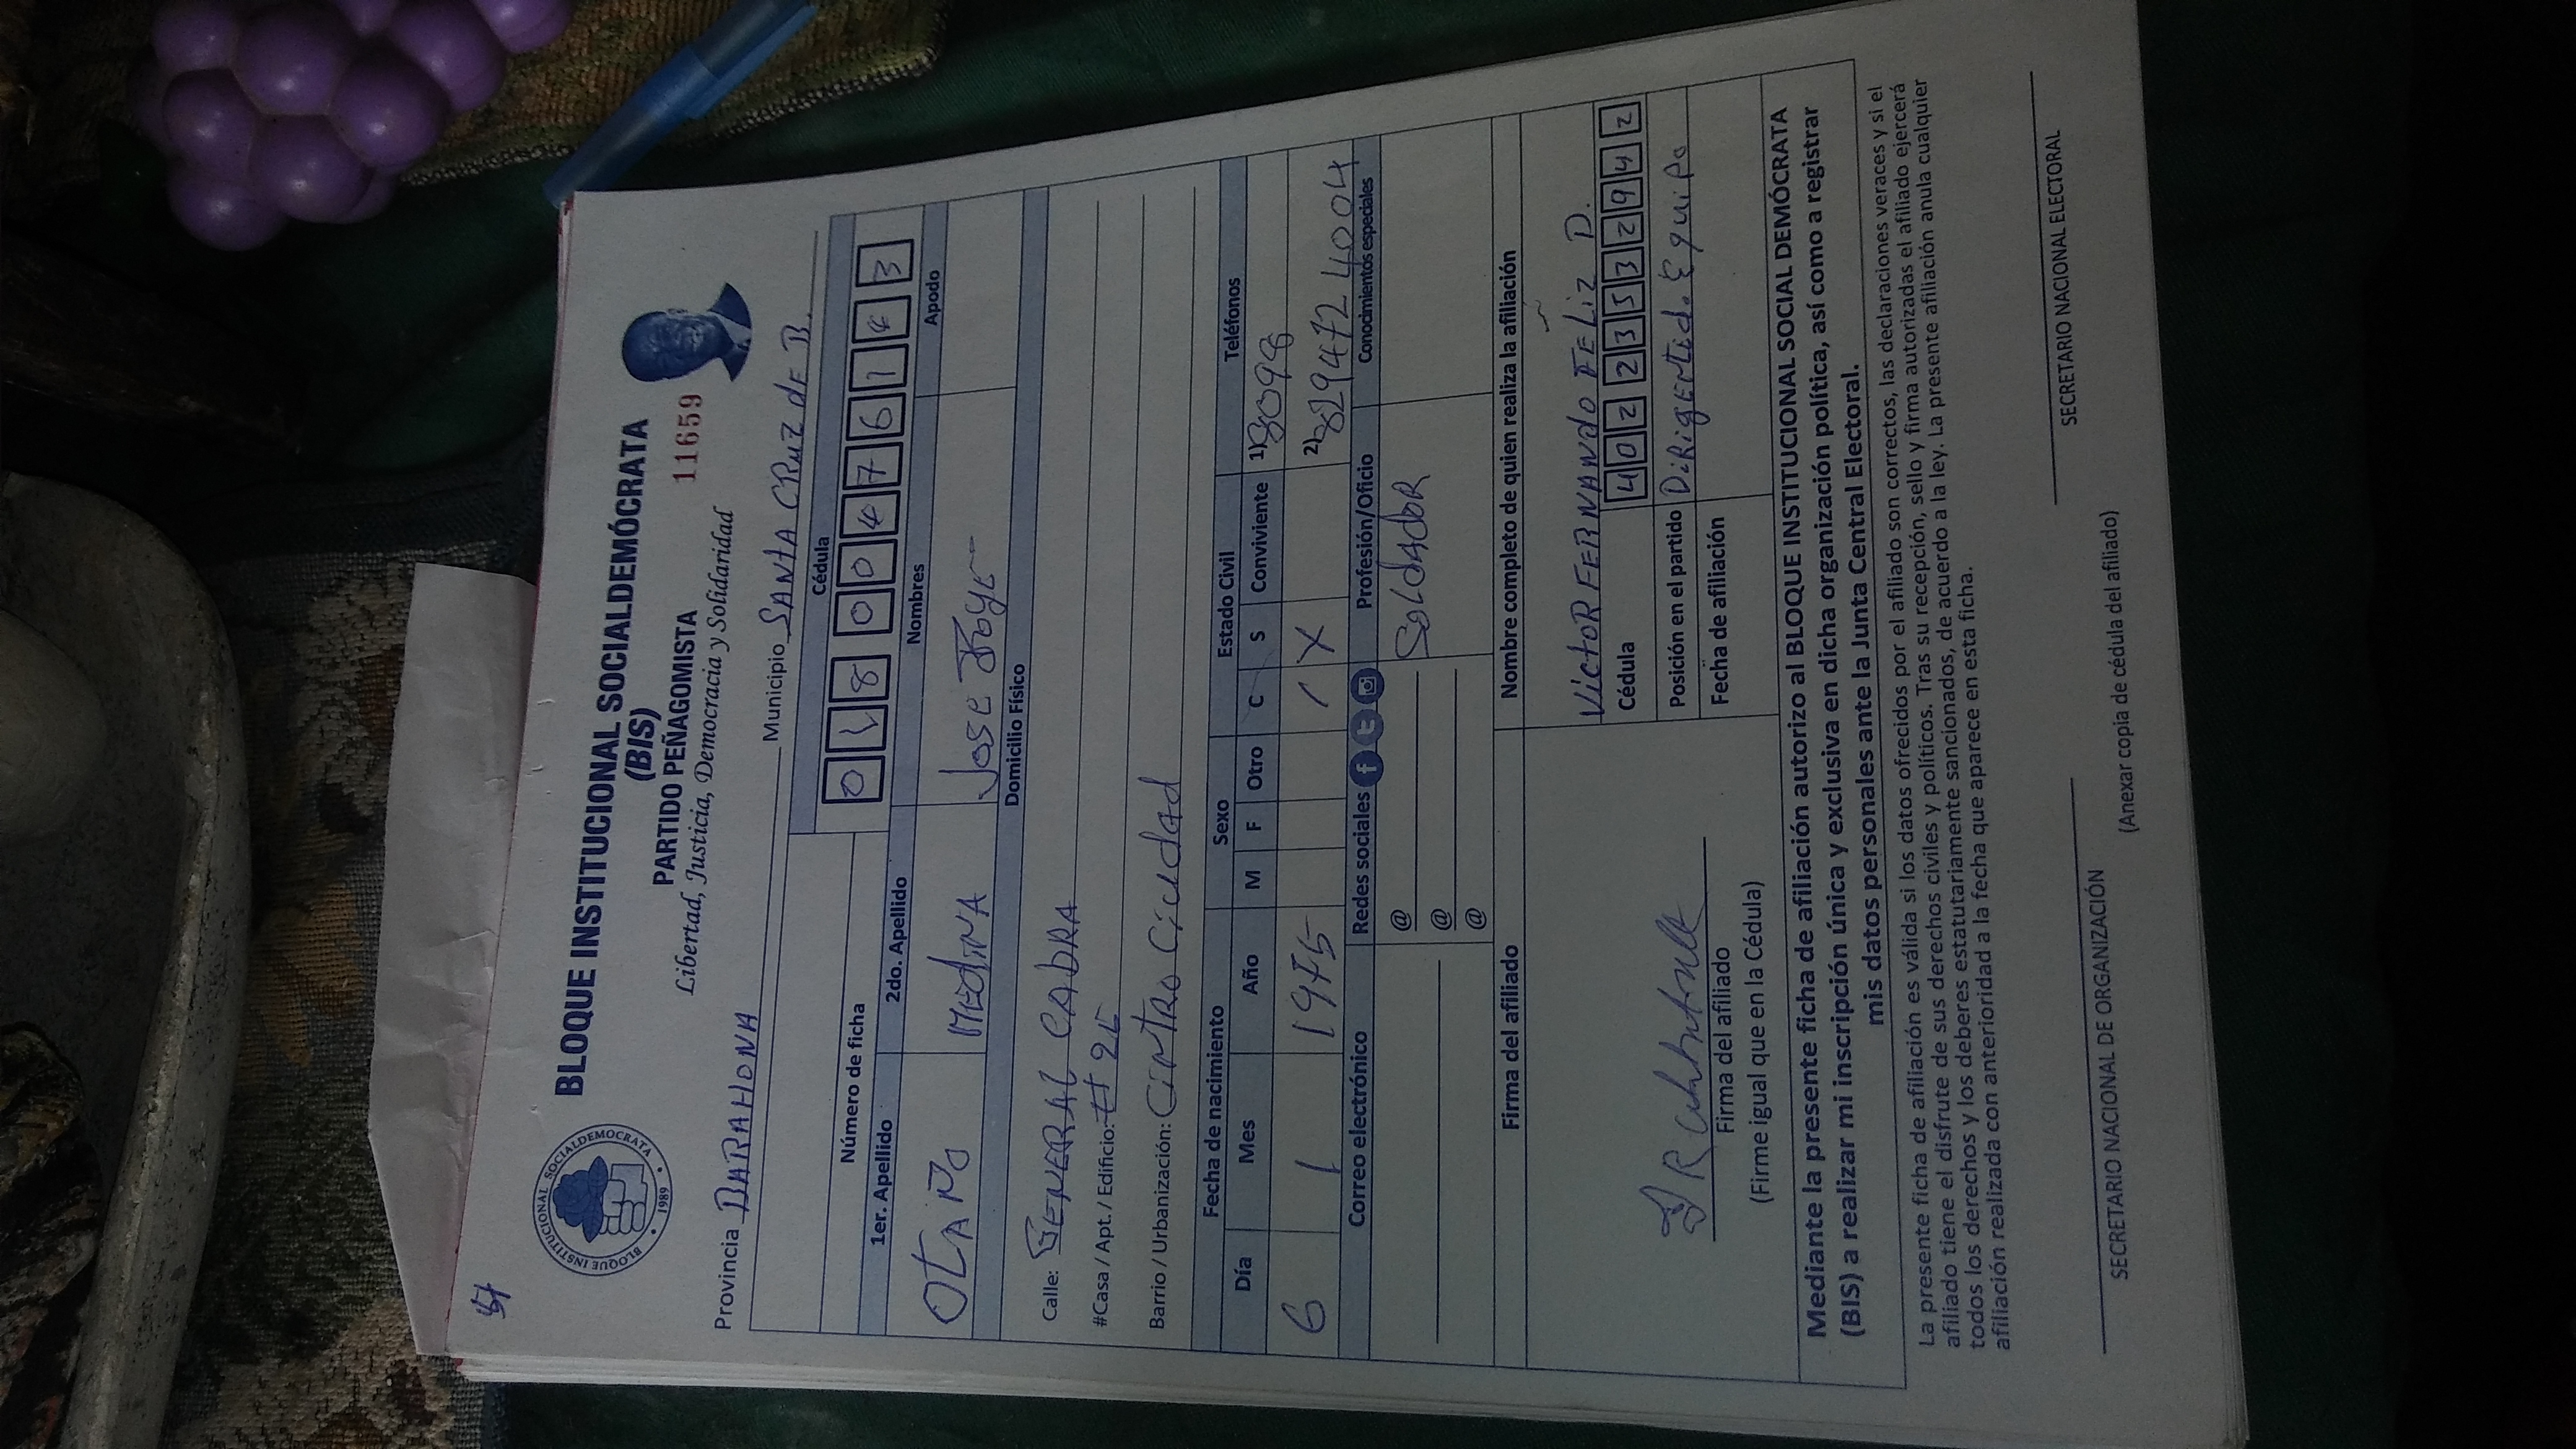 57
BLOQUE INSTITUCIONAL SOCIALDEMOCRATA
1989
BLOQUE INSTITUCIONAL SOCIALDEMÓCRATA
(BIS)
PARTIDO PEÑAGOMISTA
Libertad, Justicia, Democracia y Solidaridad
11659
Provincia BARAHONA Municipio SANTA CRUZ dE B.
Número de ficha Cédula
0 1 8 0 0 4 7 6 1 4 3
1er. Apellido 2do. Apellido Nombres Apodo
OtAÑO MEdiNA José
Domicilio Físico
Calle: GENERAL CABRA
#Casa / Apt. / Edificio:
Barrio / Urbanización: CENtRO Ciudad
Fecha de nacimiento Sexo Estado Civil Teléfonos
Día Mes Año M F Otro C S Conviviente 1) 8098
6 1 1975 / X 2) 829 472 4004
Correo electrónico Redes sociales Profesión/Oficio Conocimientos especiales
@ SoLdAdoR
@
@
Firma del afiliado Nombre completo de quien realiza la afiliación
VictoR FERNANdo FELiz D.
Cédula 4 0 2 2 3 5 3 2 9 4 2
Posición en el partido DiRigENtE d. Equipo
Fecha de afiliación
Firma del afiliado
(Firme igual que en la Cédula)
Mediante la presente ficha de afiliación autorizo al BLOQUE INSTITUCIONAL SOCIAL DEMÓCRATA
(BIS) a realizar mi inscripción única y exclusiva en dicha organización política, así como a registrar
mis datos personales ante la Junta Central Electoral.
La presente ficha de afiliación es válida si los datos ofrecidos por el afiliado son correctos, las declaraciones veraces y si el
afiliado tiene el disfrute de sus derechos civiles y políticos. Tras su recepción, sello y firma autorizadas el afiliado ejercerá
todos los derechos y los deberes estatutariamente sancionados, de acuerdo a la ley. La presente afiliación anula cualquier
afiliación realizada con anterioridad a la fecha que aparece en esta ficha.
SECRETARIO NACIONAL DE ORGANIZACIÓN SECRETARIO NACIONAL ELECTORAL
(Anexar copia de cédula del afiliado)